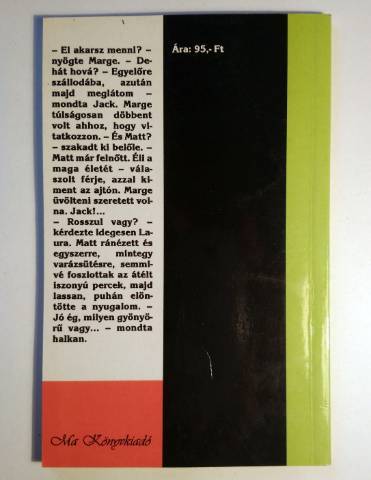 – El akarsz menni? –
nyögte Marge. – De-
hát hová? – Egyelőre
szállodába, azután
majd meglátom –
mondta Jack. Marge
túlságosan döbbent
volt ahhoz, hogy vi-
tatkozzon. – És Matt?
– szakadt ki belőle. –
Matt már felnőtt. Éli a
maga életét – vála-
szolt férje, azzal ki-
ment az ajtón. Marge
üvölteni szeretett vol-
na. Jack!...
– Rosszul vagy? –
kérdezte idegesen La-
ura. Matt ránézett és
egyszerre, mintegy
varázsütésre, semmi-
vé foszlottak az átélt
iszonyú percek, majd
lassan, puhán elön-
tötte a nyugalom. –
Jó ég, milyen gyönyö-
rű vagy... – mondta
halkan.
Ára: 95,- Ft
Ma Könyvkiadó